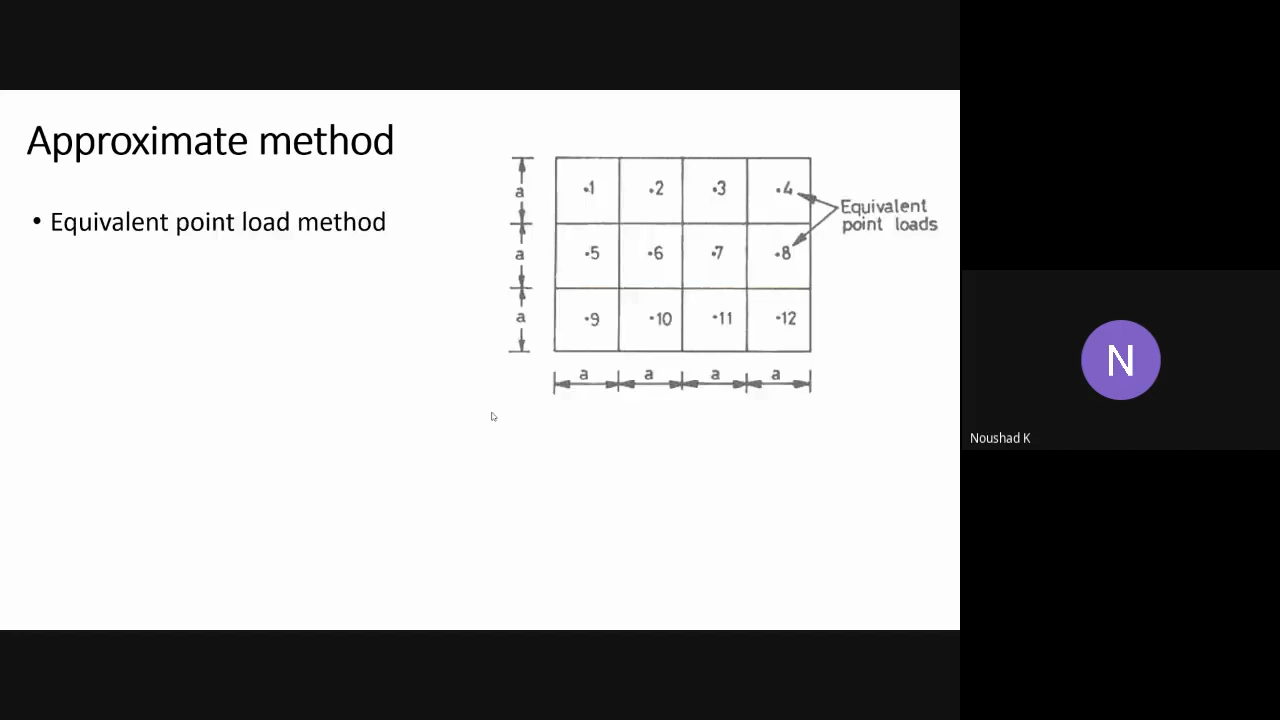 Approximate method
• Equivalent point load method
a
a
a
•1 •2 •3 •4
•5 •6 •7 •8
•9 •10 •11 •12
Equivalent
point loads
a a a a
N
Noushad K